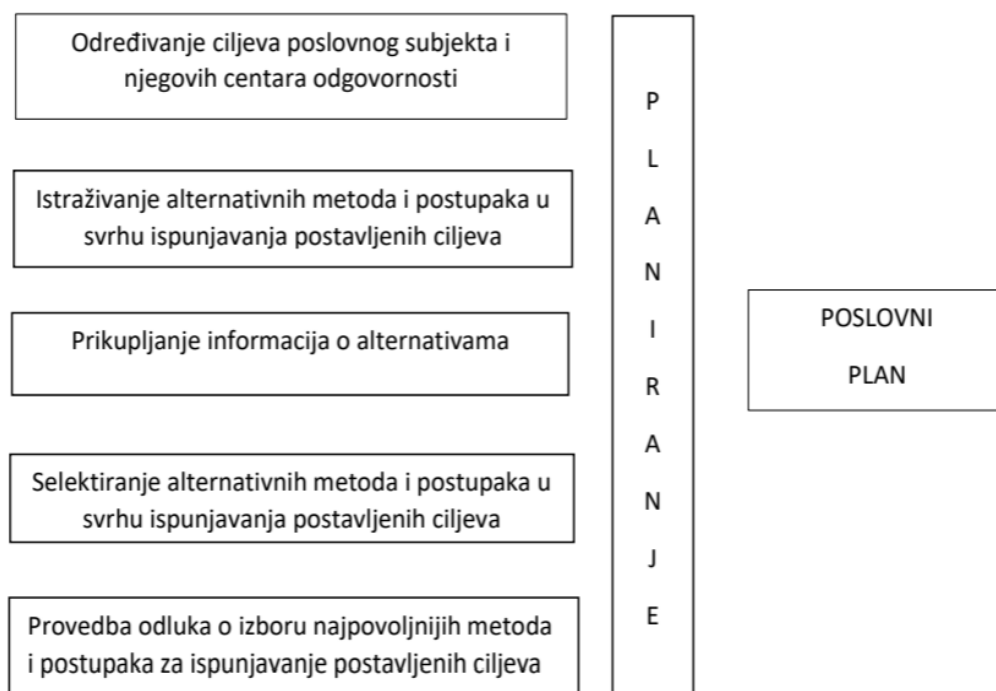 Određivanje ciljeva poslovnog subjekta i
njegovih centara odgovornosti
Istraživanje alternativnih metoda i postupaka u
svrhu ispunjavanja postavljenih ciljeva
Prikupljanje informacija o alternativama
Selektiranje alternativnih metoda i postupaka u
svrhu ispunjavanja postavljenih ciljeva
Provedba odluka o izboru najpovoljnijih metoda
i postupaka za ispunjavanje postavljenih ciljeva
P
L
A
N
I
R
A
N
J
E
POSLOVNI
PLAN